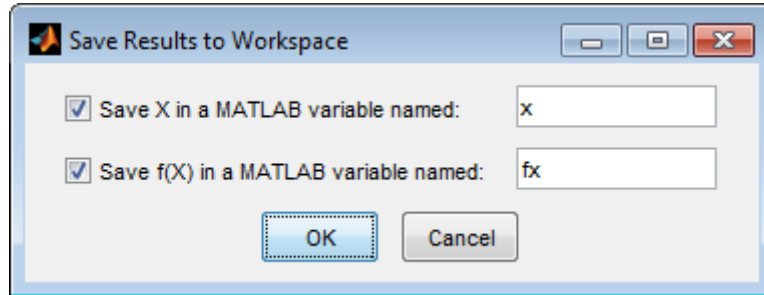 Save Results to Workspace
Save X in a MATLAB variable named: x
Save f(X) in a MATLAB variable named: fx
OK Cancel